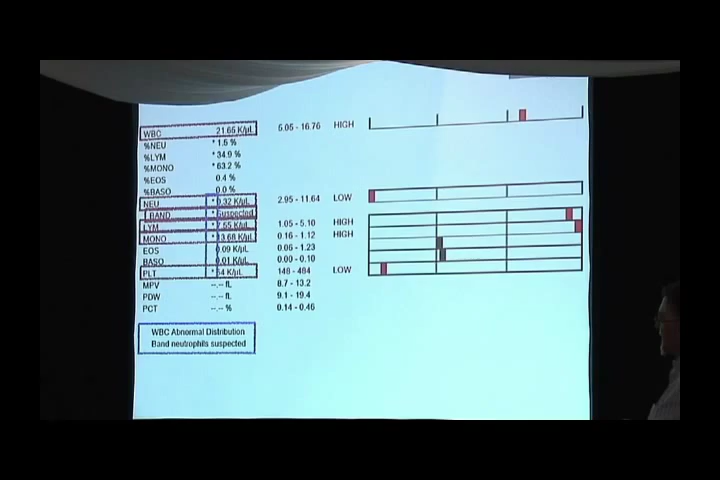 WBC 21.65 K/µL 5.05 - 16.76 HIGH
%NEU * 1.5 %
%LYM * 34.9 %
%MONO * 63.2 %
%EOS 0.4 %
%BASO 0.0 %
NEU * 0.32 K/µL 2.95 - 11.64 LOW
BAND * Suspected
LYM * 7.55 K/µL 1.05 - 5.10 HIGH
MONO * 13.68 K/µL 0.16 - 1.12 HIGH
EOS 0.09 K/µL 0.06 - 1.23
BASO 0.01 K/µL 0.00 - 0.10
PLT * 54 K/µL 148 - 484 LOW
MPV --.-- fL 8.7 - 13.2
PDW --.-- fL 9.1 - 19.4
PCT --.-- % 0.14 - 0.46
WBC Abnormal Distribution
Band neutrophils suspected